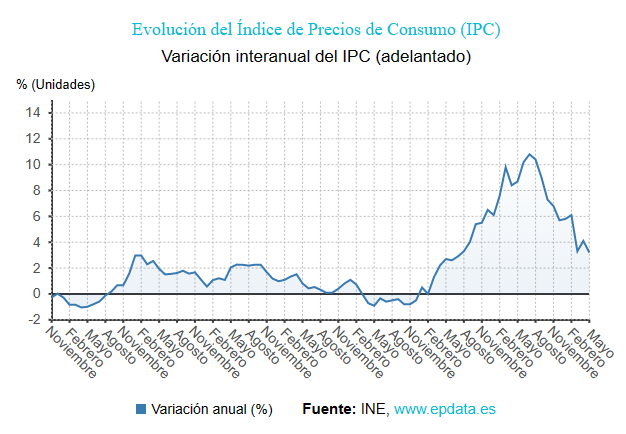 Evolución del Índice de Precios de Consumo (IPC)
Variación interanual del IPC (adelantado)
% (Unidades)
14
12
10
8
6
4
2
0
-2
Noviembre
Febrero
Mayo
Agosto
Noviembre
Febrero
Mayo
Agosto
Noviembre
Febrero
Mayo
Agosto
Noviembre
Febrero
Mayo
Agosto
Noviembre
Febrero
Mayo
Agosto
Noviembre
Febrero
Mayo
Agosto
Noviembre
Febrero
Mayo
Agosto
Noviembre
Febrero
Mayo
Variación anual (%) Fuente: INE, www.epdata.es